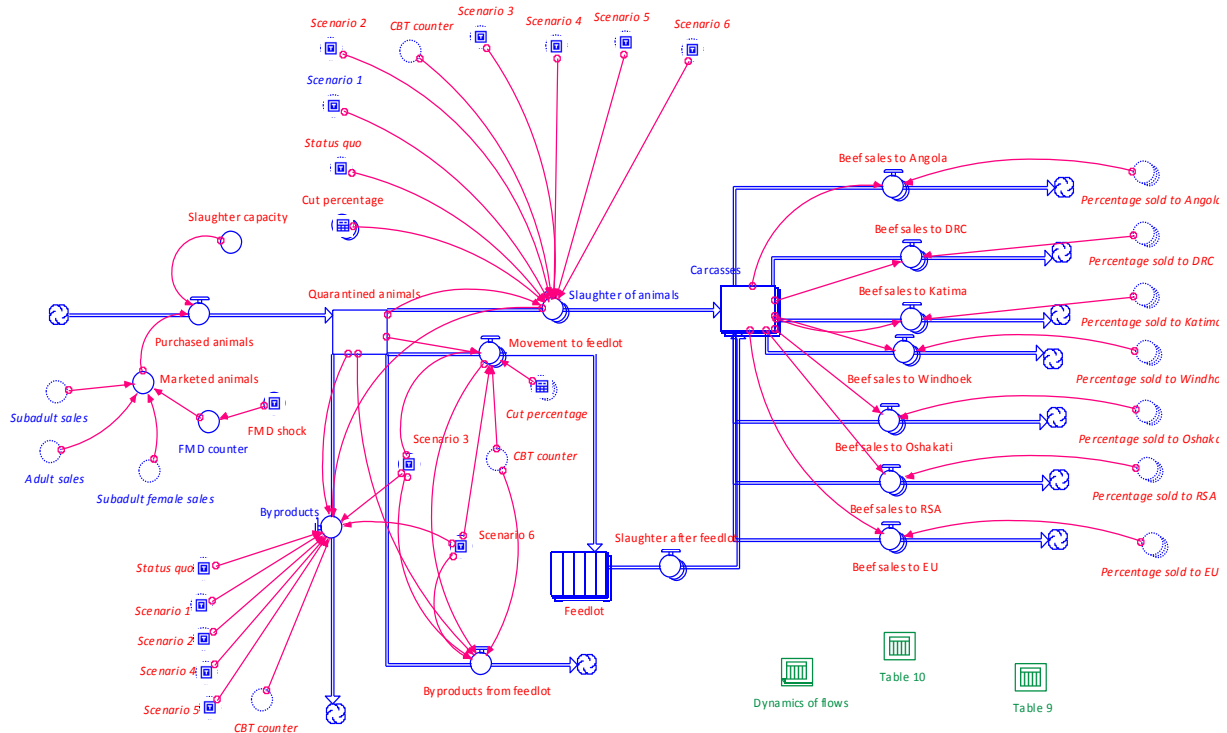 Scenario 2
CBT counter
Scenario 3
Scenario 4
Scenario 5
Scenario 6
Scenario 1
Status quo
Cut percentage
Slaughter capacity
Quarantined animals
Slaughter of animals
Carcasses
Purchased animals
Movement to feedlot
Marketed animals
Cut percentage
Subadult sales
FMD counter
FMD shock
Adult sales
Subadult female sales
Scenario 3
CBT counter
Byproducts
Scenario 6
Slaughter after feedlot
Feedlot
Status quo
Scenario 1
Scenario 2
Scenario 4
Scenario 5
CBT counter
Byproducts from feedlot
Beef sales to Angola
Percentage sold to Angola
Beef sales to DRC
Percentage sold to DRC
Beef sales to Katima
Percentage sold to Katima
Beef sales to Windhoek
Percentage sold to Windho
Beef sales to Oshakati
Percentage sold to Oshaka
Beef sales to RSA
Percentage sold to RSA
Beef sales to EU
Percentage sold to EU
Dynamics of flows
Table 10
Table 9